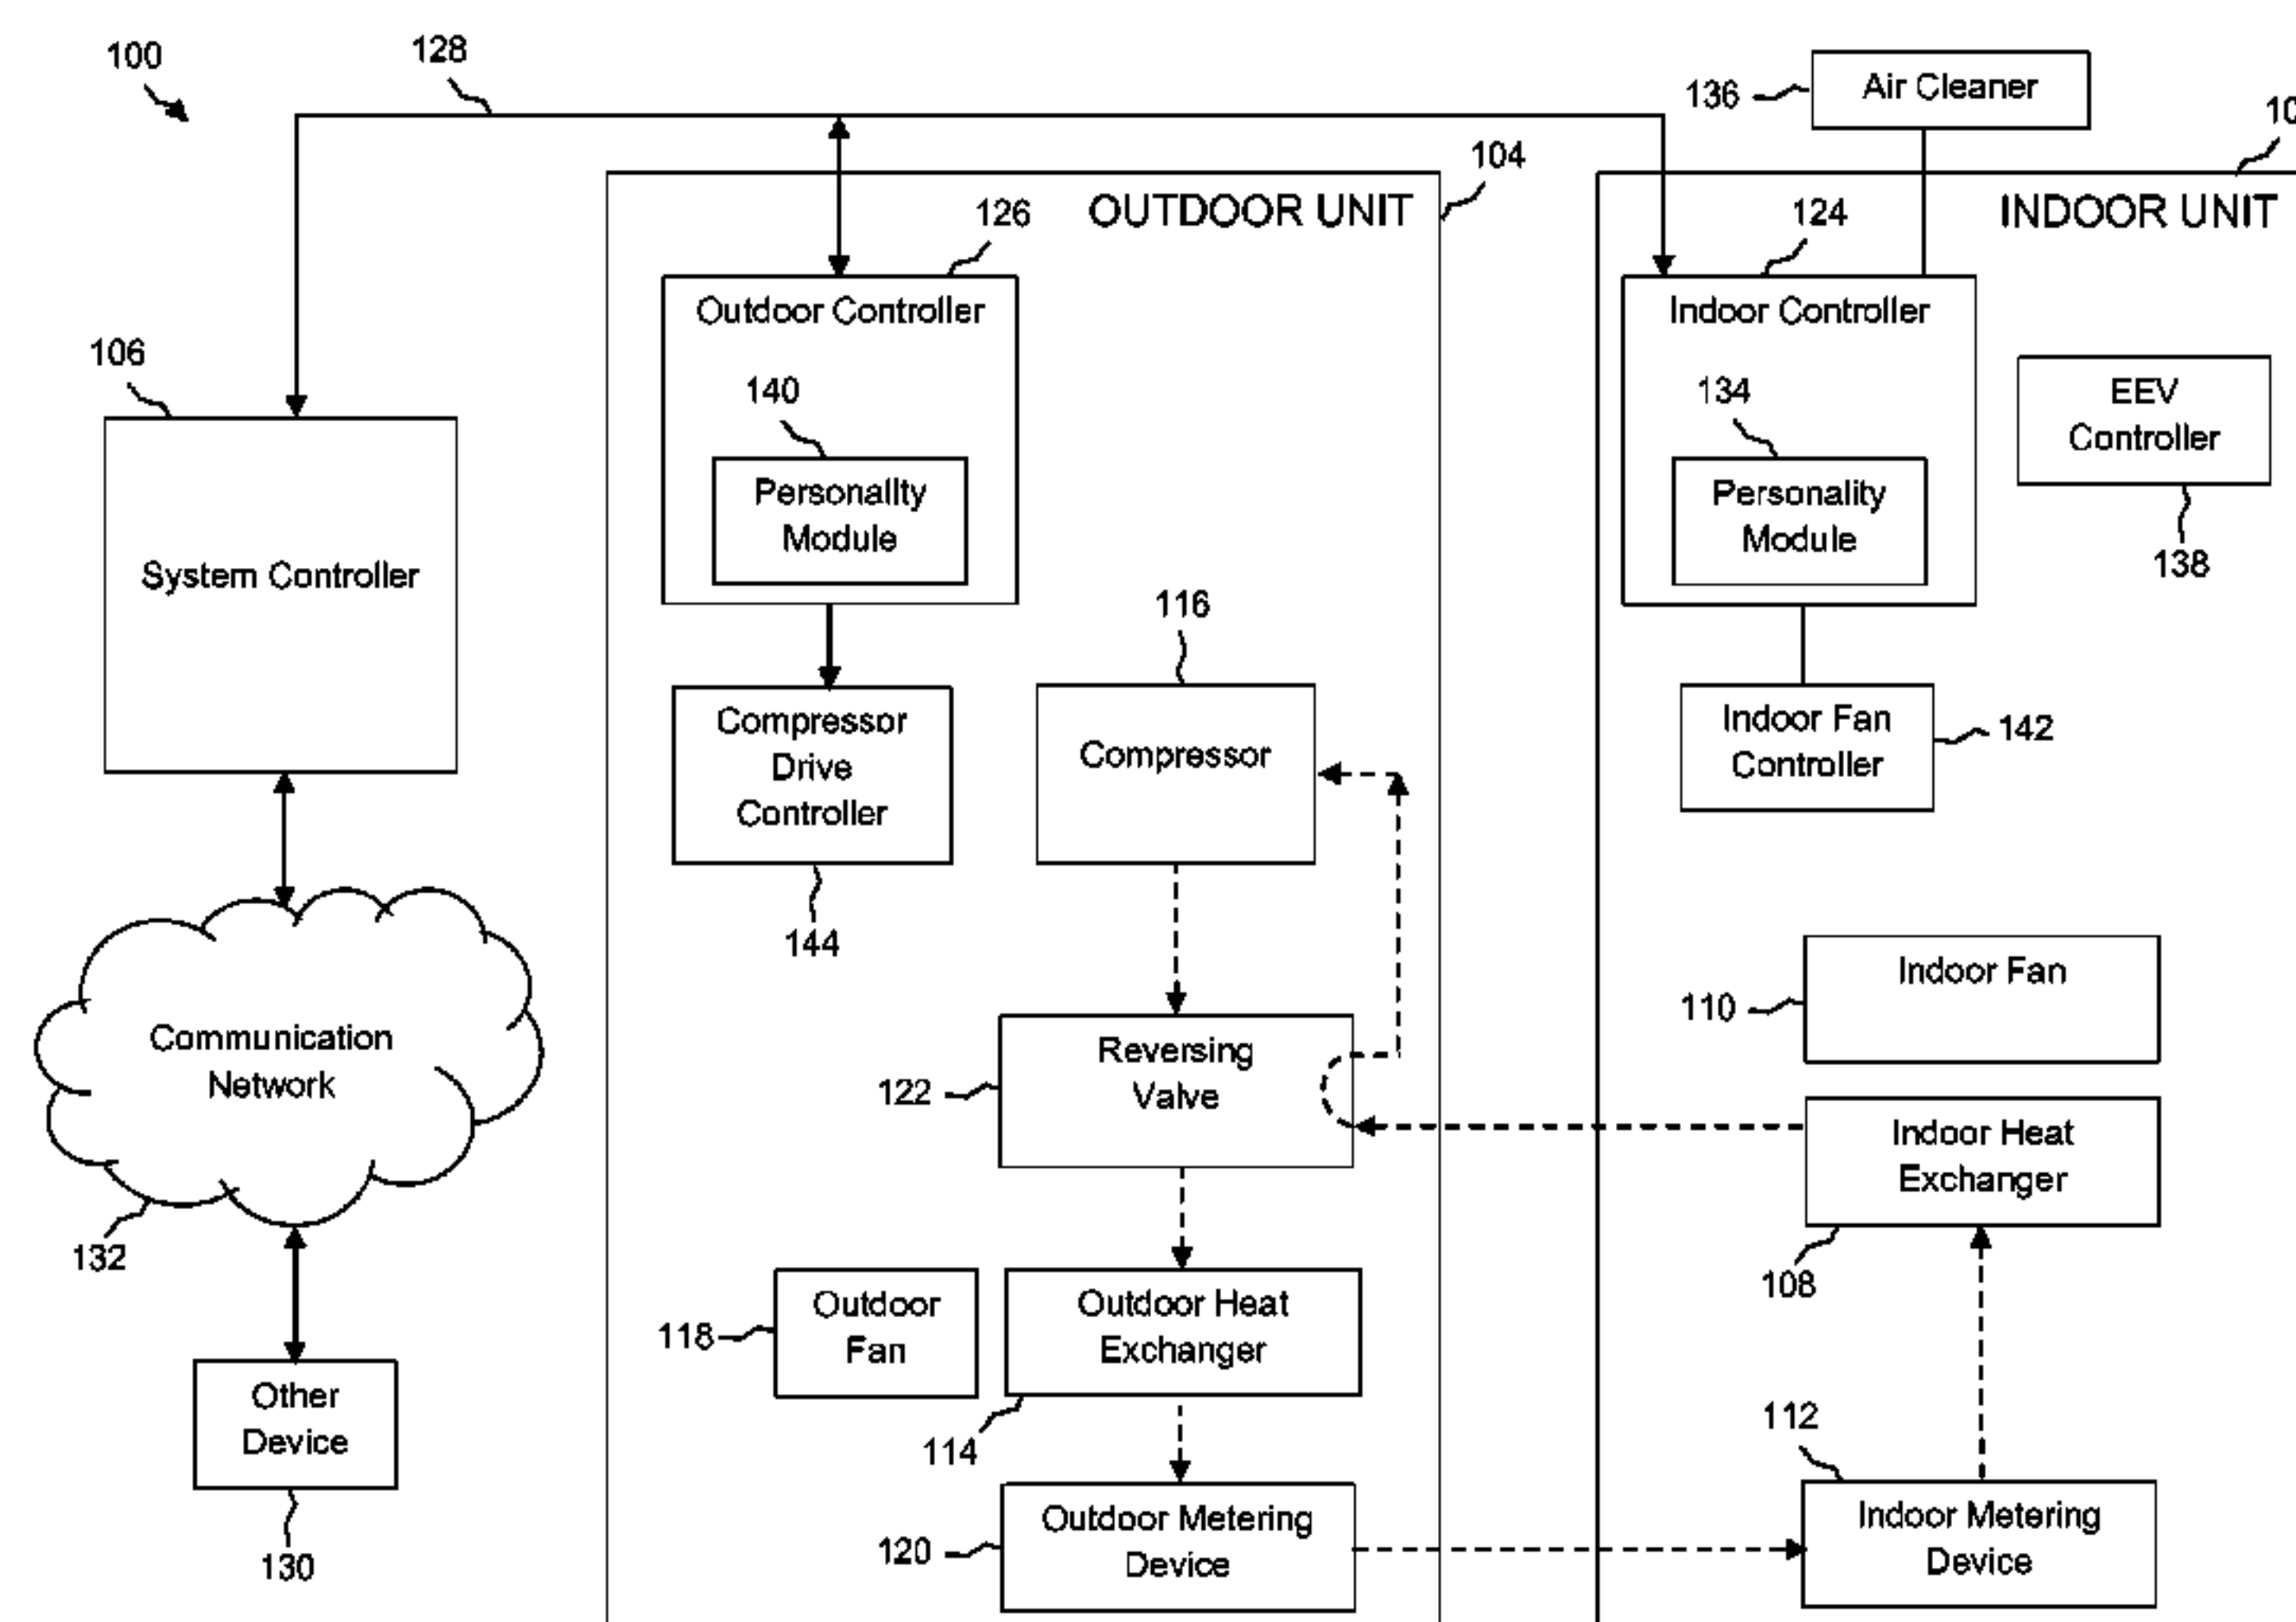 100
128
136
Air Cleaner
104
OUTDOOR UNIT
INDOOR UNIT
126
124
Outdoor Controller
Indoor Controller
106
140
134
EEV
Controller
Personality
Module
Personality
Module
138
System Controller
116
Compressor
Drive
Controller
Compressor
Indoor Fan
Controller
142
144
Indoor Fan
110
Communication
Network
Reversing
Valve
122
Indoor Heat
Exchanger
108
132
Outdoor
Fan
118
Outdoor Heat
Exchanger
114
Other
Device
130
112
Outdoor Metering
Device
120
Indoor Metering
Device